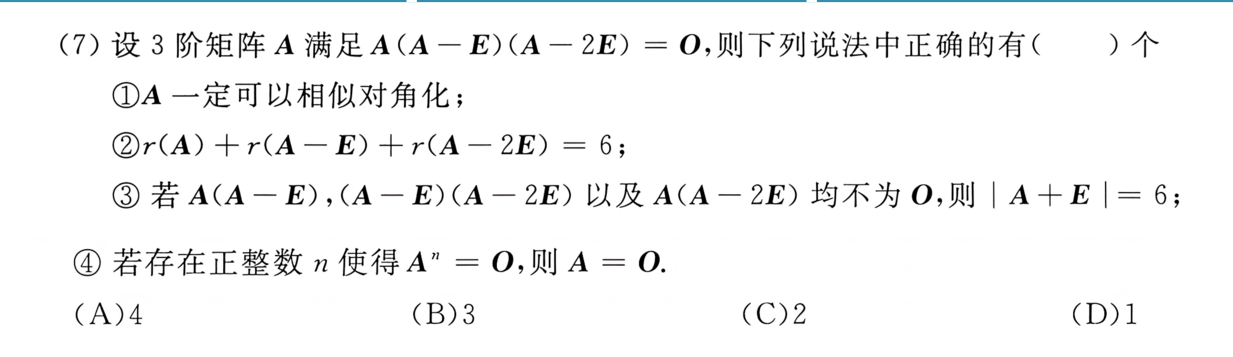 (7) 设 3 阶矩阵 A 满足 A(A－E)(A－2E) = O,则下列说法中正确的有(　　)个
①A 一定可以相似对角化;
②r(A)＋r(A－E)＋r(A－2E) = 6;
③ 若 A(A－E),(A－E)(A－2E) 以及 A(A－2E) 均不为 O,则 | A＋E |= 6;
④ 若存在正整数 n 使得 Aⁿ = O,则 A = O.
(A)4　　(B)3　　(C)2　　(D)1